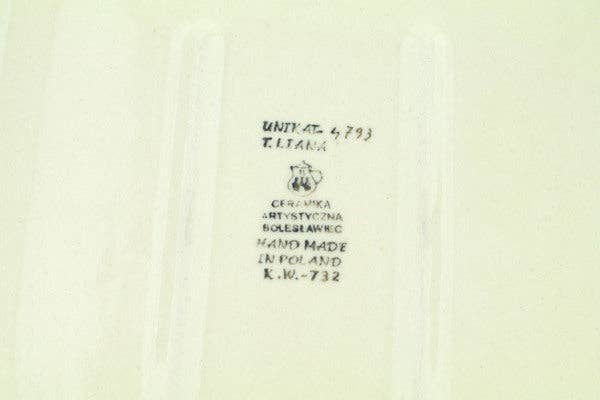 UNIKAT- 4793
T. LIANA
CERAMIKA
ARTYSTYCZNA
BOLESŁAWIEC
HAND MADE
IN POLAND
K.W.-732